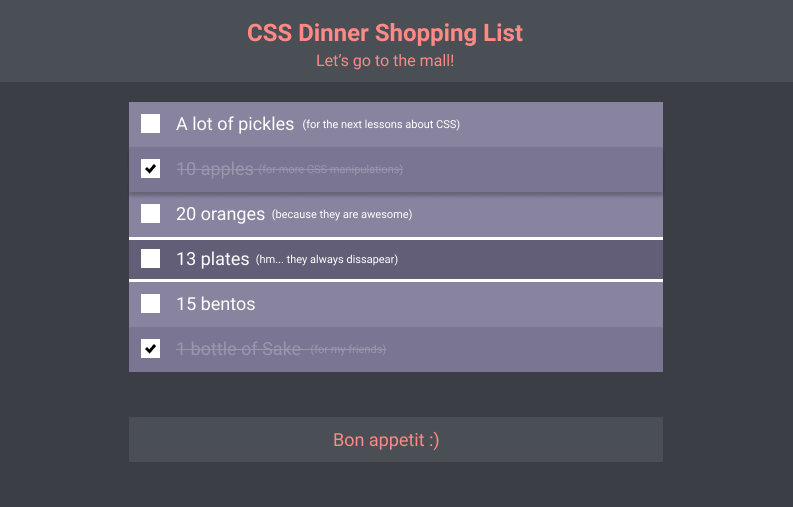 CSS Dinner Shopping List
Let's go to the mall!
A lot of pickles (for the next lessons about CSS)
10 apples (for more CSS manipulations)
20 oranges (because they are awesome)
13 plates (hm... they always dissapear)
15 bentos
1 bottle of Sake (for my friends)
Bon appetit :)